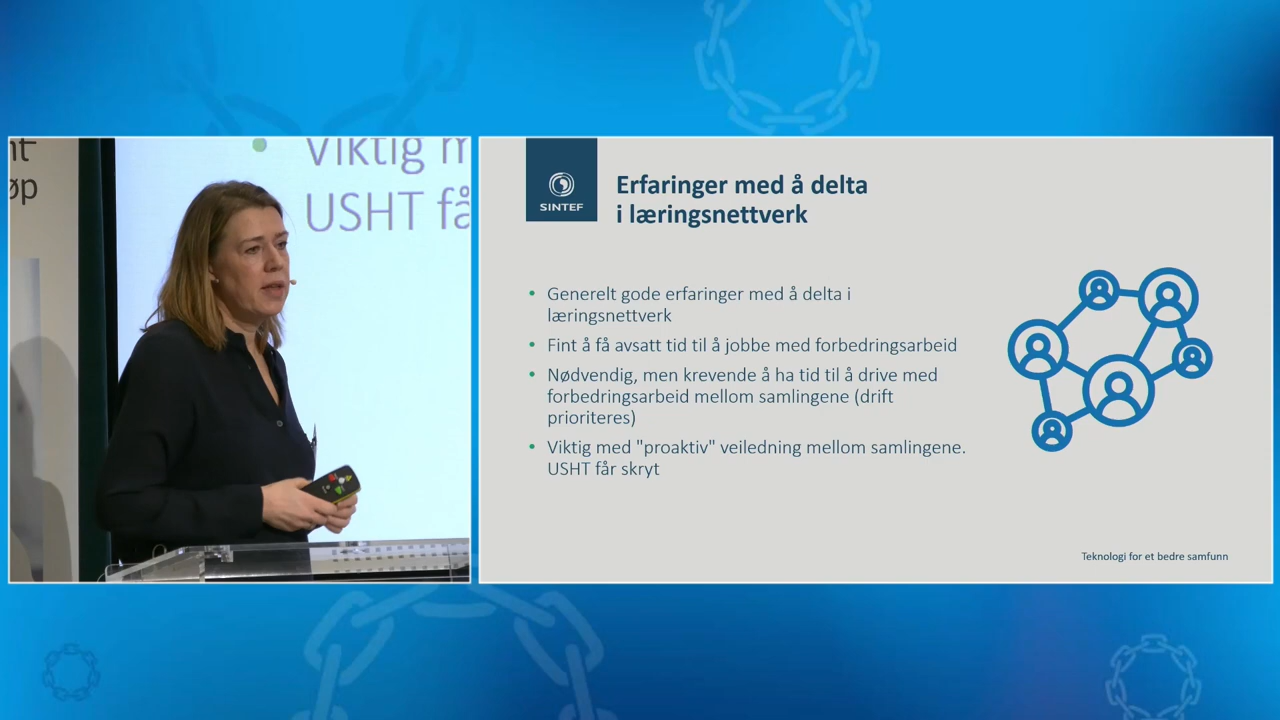 viktig m
USHT få
SINTEF
Erfaringer med å delta
i læringsnettverk
• Generelt gode erfaringer med å delta i
læringsnettverk
• Fint å få avsatt tid til å jobbe med forbedringsarbeid
• Nødvendig, men krevende å ha tid til å drive med
forbedringsarbeid mellom samlingene (drift
prioriteres)
• Viktig med "proaktiv" veiledning mellom samlingene.
USHT får skryt
Teknologi for et bedre samfunn